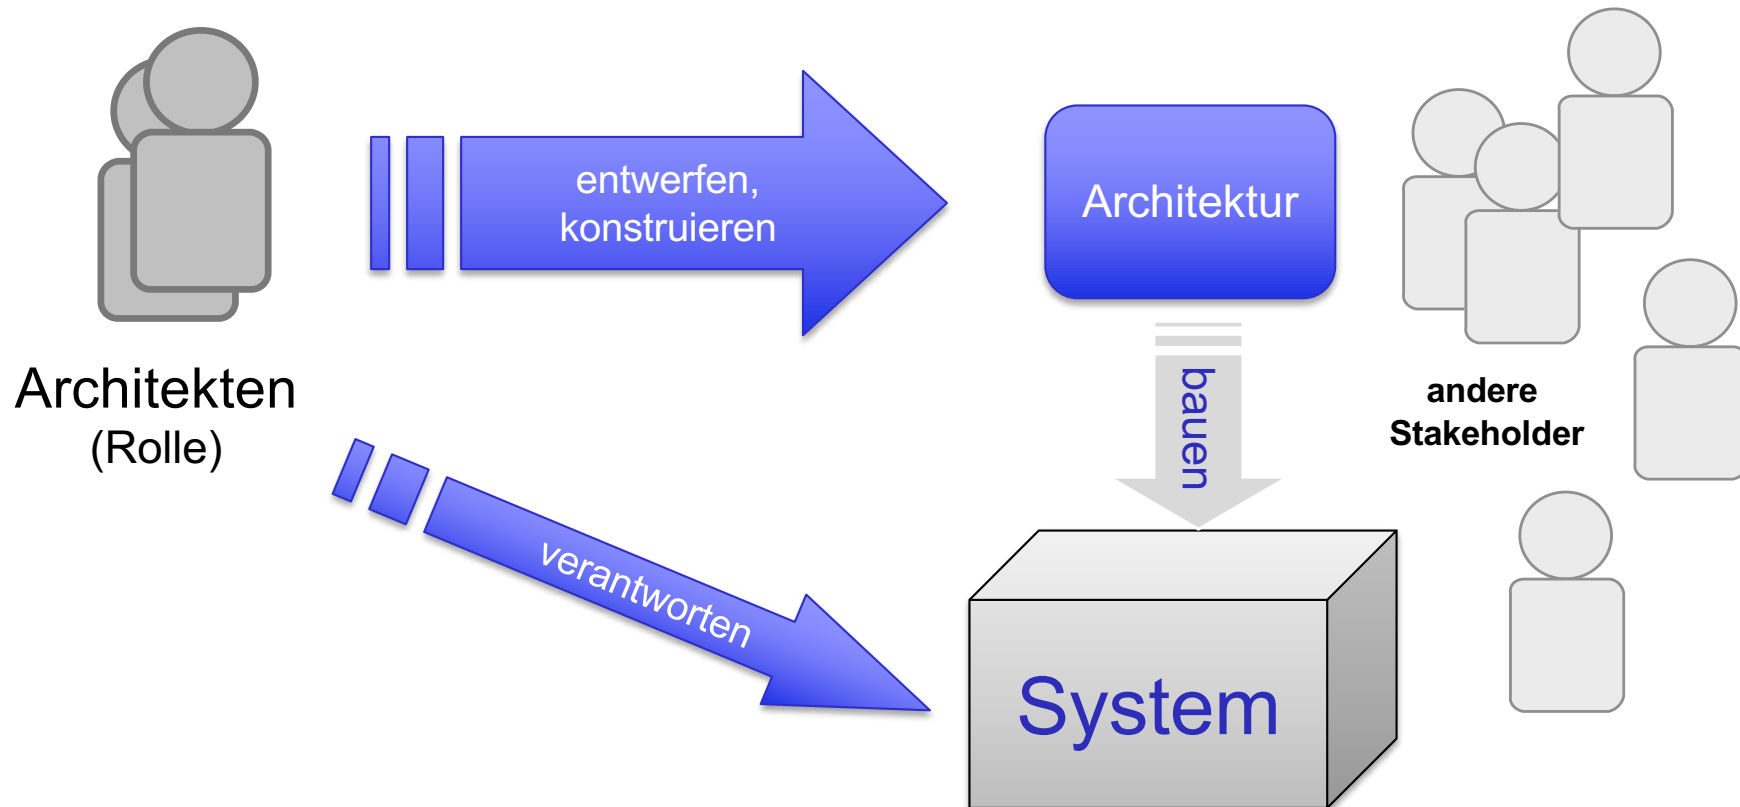 entwerfen,
konstruieren
Architektur
Architekten
(Rolle)
bauen
andere
Stakeholder
verantworten
System